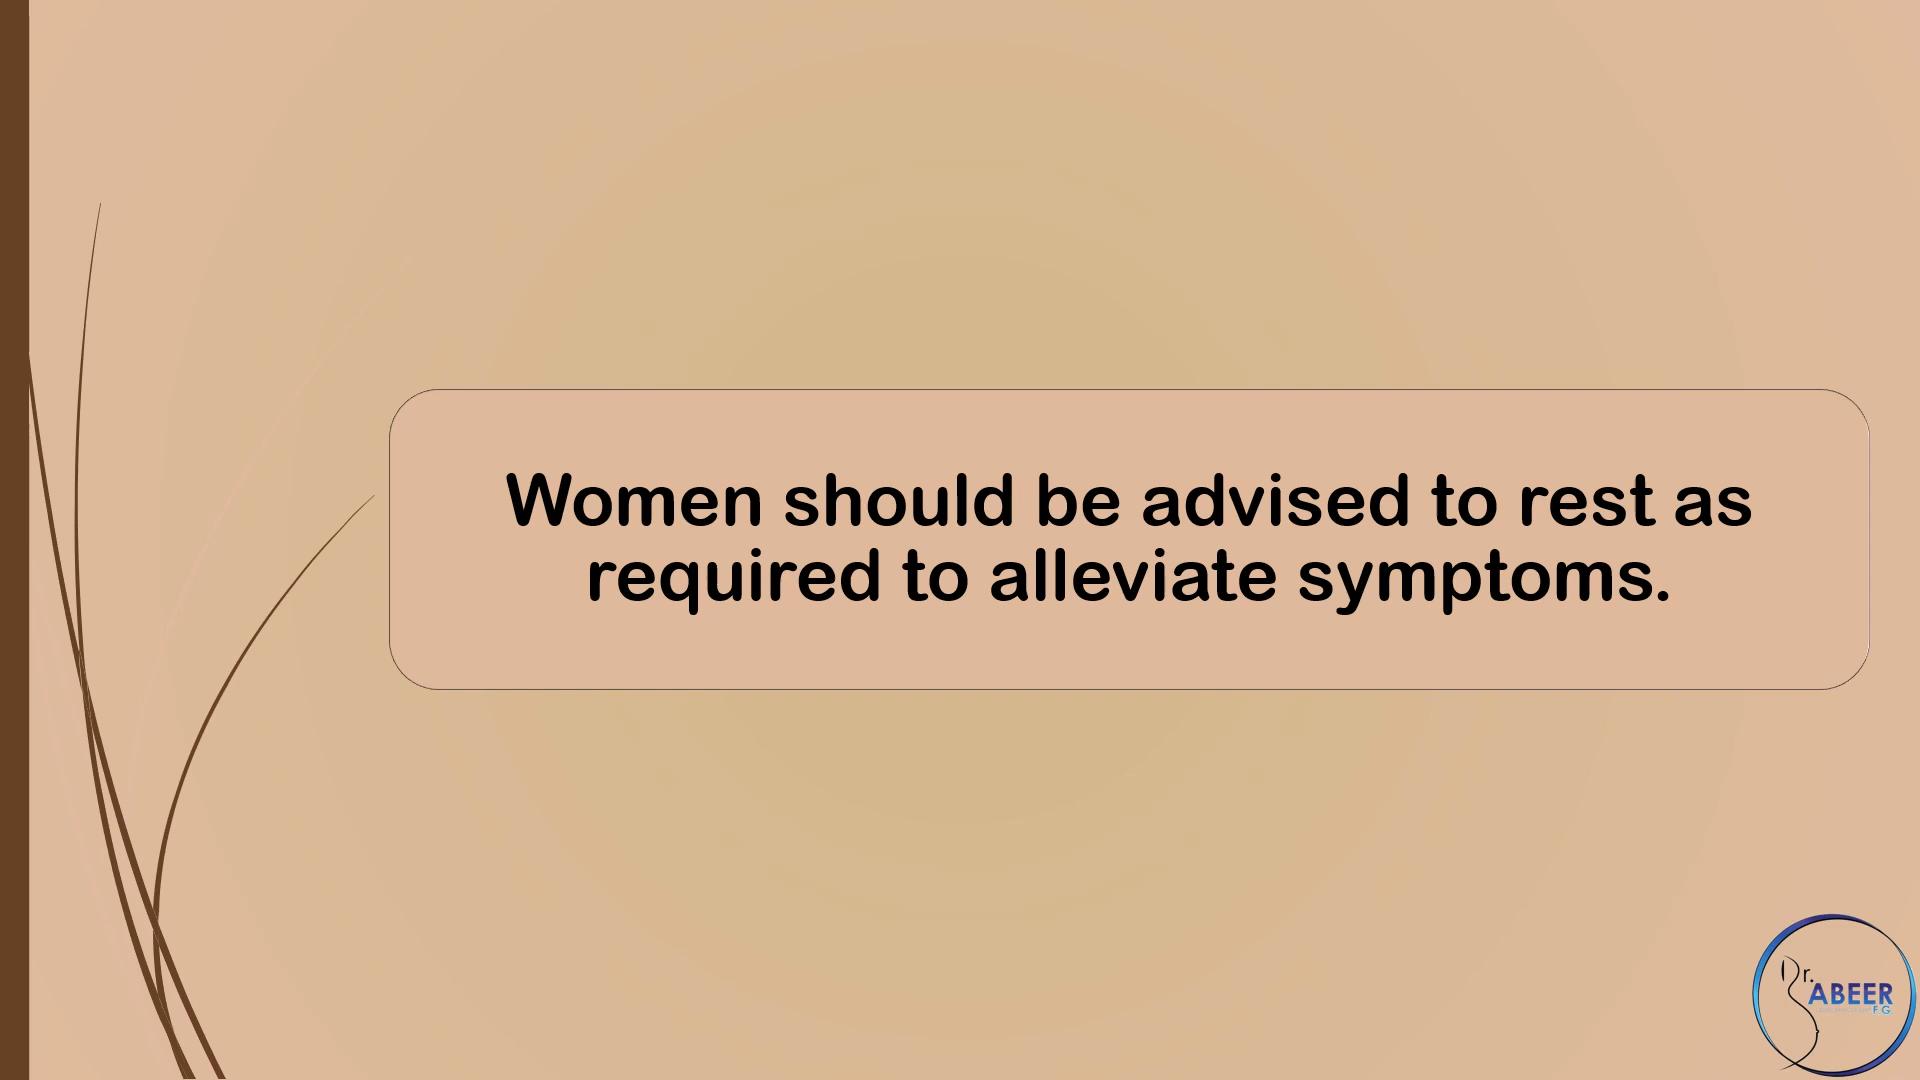 Women should be advised to rest as
required to alleviate symptoms.
Dr.
ABEER
F.G.